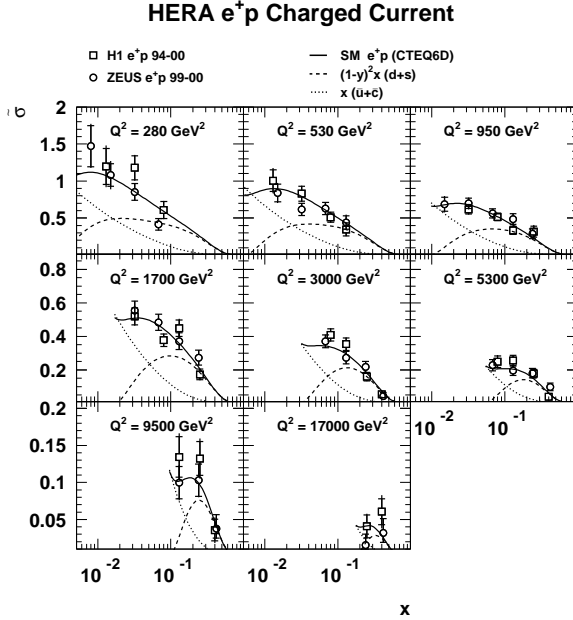 HERA e⁺p Charged Current
H1 e⁺p 94-00
ZEUS e⁺p 99-00
SM e⁺p (CTEQ6D)
(1-y)²x (d+s)
x (ū+c̄)
σ̃
2
1.5
1
0.5
Q² = 280 GeV²
Q² = 530 GeV²
Q² = 950 GeV²
0.8
0.6
0.4
0.2
Q² = 1700 GeV²
Q² = 3000 GeV²
Q² = 5300 GeV²
0.2
0.15
0.1
0.05
Q² = 9500 GeV²
Q² = 17000 GeV²
10⁻² 10⁻¹
10⁻² 10⁻¹
10⁻² 10⁻¹
x